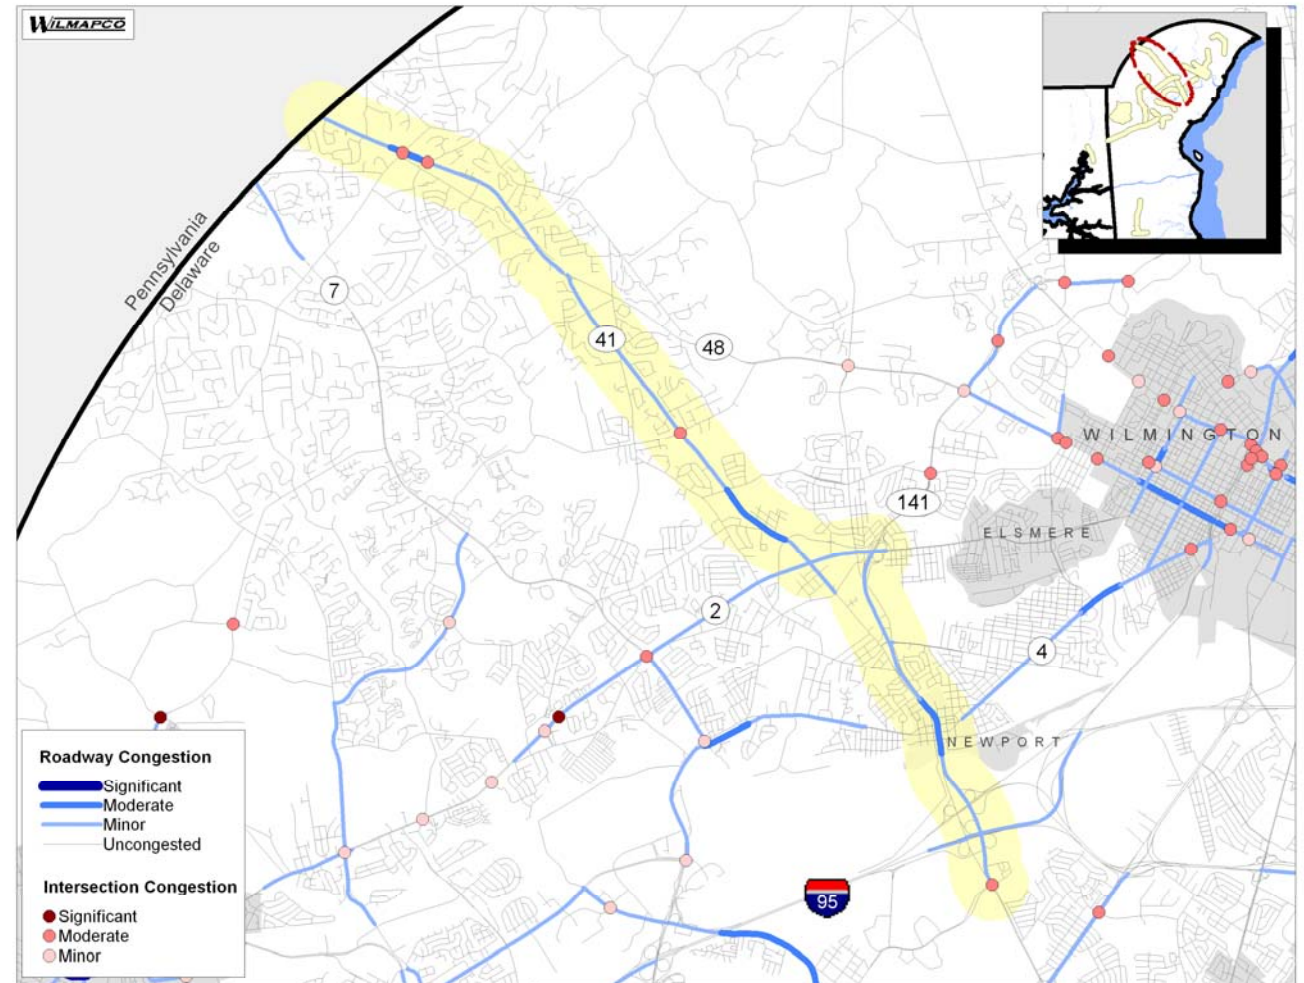 WILMAPCO
Pennsylvania
Delaware
7
41
48
141
WILMINGTON
ELSMERE
2
4
NEWPORT
95
Roadway Congestion
Significant
Moderate
Minor
Uncongested
Intersection Congestion
Significant
Moderate
Minor